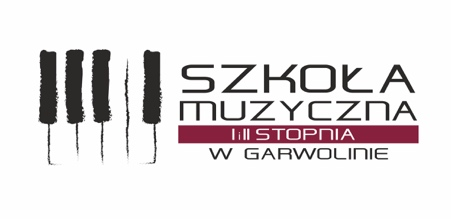 SZKOŁA
MUZYCZNA
I i II STOPNIA
W GARWOLINIE